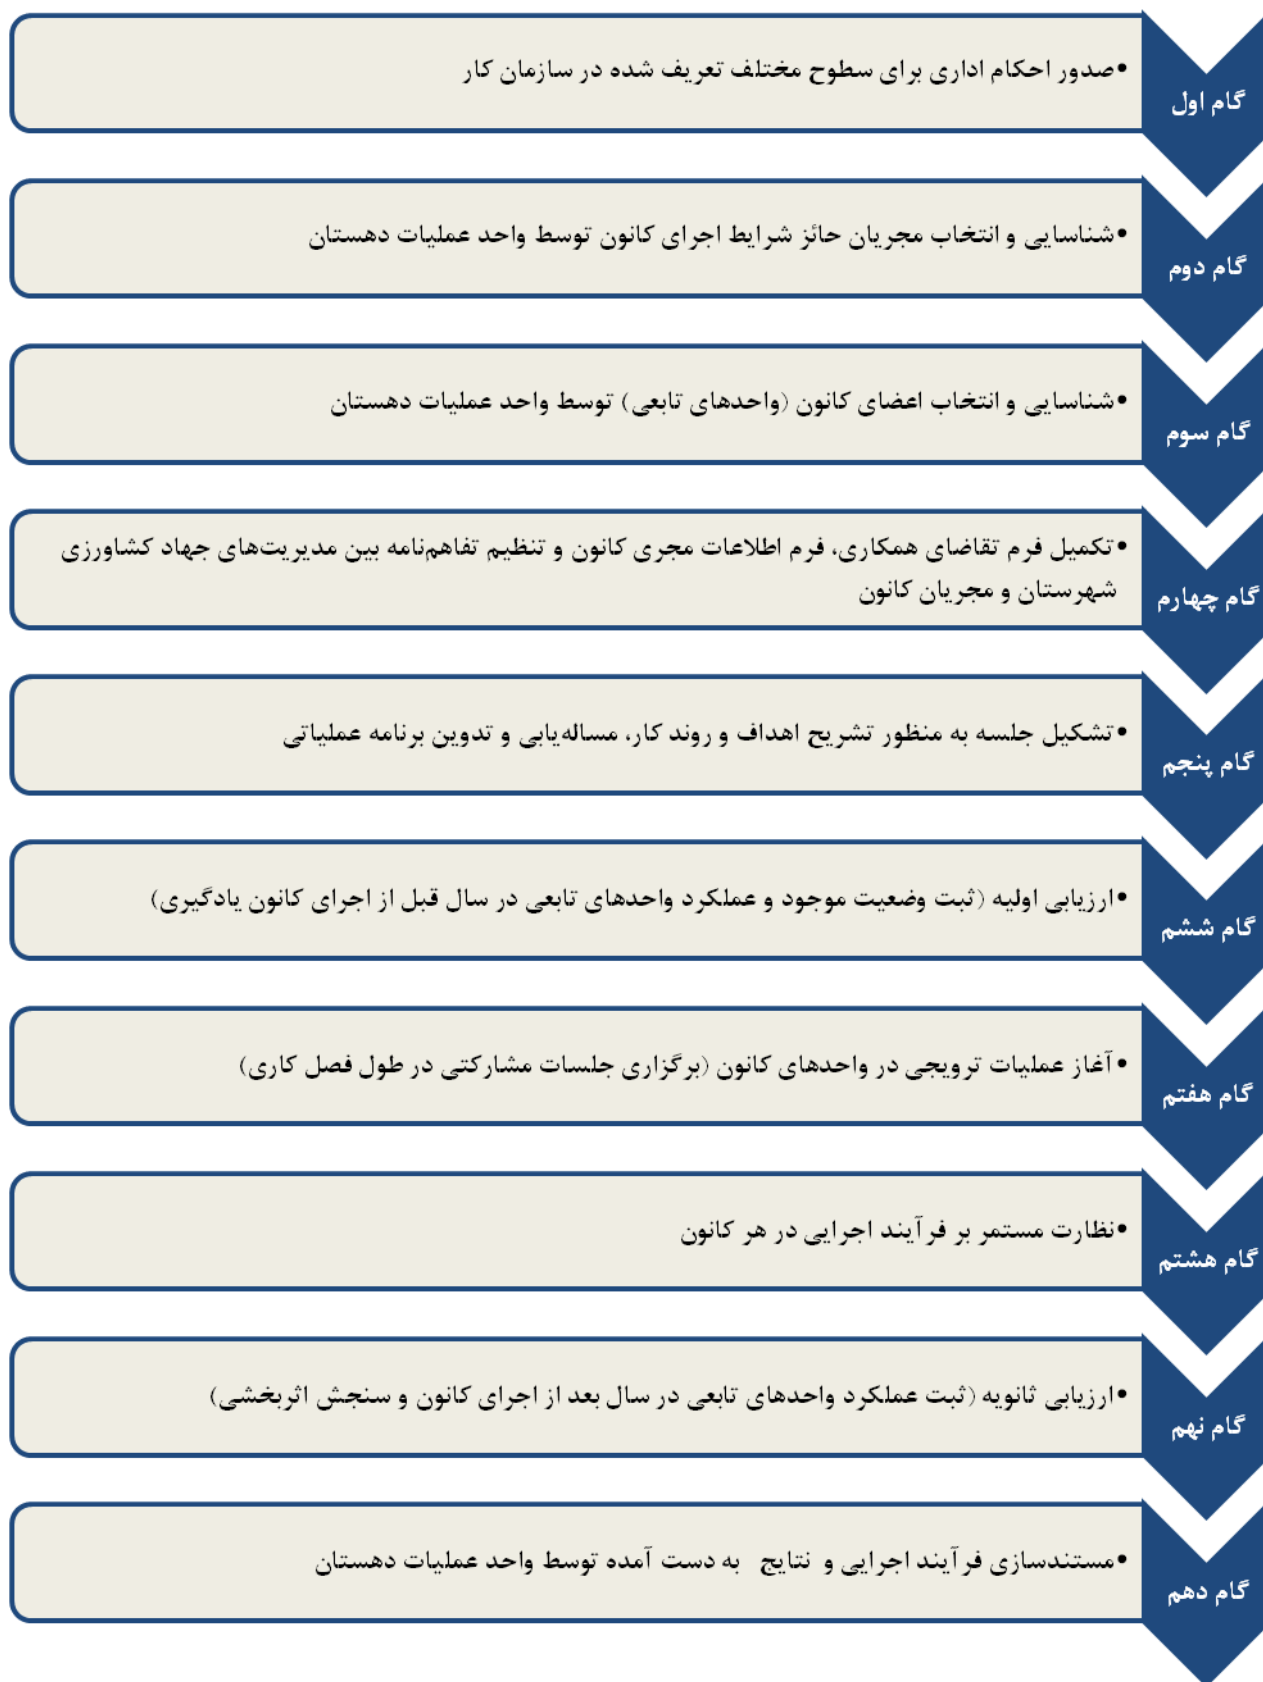 گام اول
•صدور احکام اداری برای سطوح مختلف تعریف شده در سازمان کار
گام دوم
•شناسایی و انتخاب مجریان حائز شرایط اجرای کانون توسط واحد عملیات دهستان
گام سوم
•شناسایی و انتخاب اعضای کانون (واحدهای تابعی) توسط واحد عملیات دهستان
گام چهارم
•تکمیل فرم تقاضای همکاری، فرم اطلاعات مجری کانون و تنظیم تفاهم‌نامه بین مدیریت‌های جهاد کشاورزی
شهرستان و مجریان کانون
گام پنجم
•تشکیل جلسه به منظور تشریح اهداف و روند کار، مساله‌یابی و تدوین برنامه عملیاتی
گام ششم
•ارزیابی اولیه (ثبت وضعیت موجود و عملکرد واحدهای تابعی در سال قبل از اجرای کانون یادگیری)
گام هفتم
•آغاز عملیات ترویجی در واحدهای کانون (برگزاری جلسات مشارکتی در طول فصل کاری)
گام هشتم
•نظارت مستمر بر فرآیند اجرایی در هر کانون
گام نهم
•ارزیابی ثانویه (ثبت عملکرد واحدهای تابعی در سال بعد از اجرای کانون و سنجش اثربخشی)
گام دهم
•مستندسازی فرآیند اجرایی و نتایج به دست آمده توسط واحد عملیات دهستان